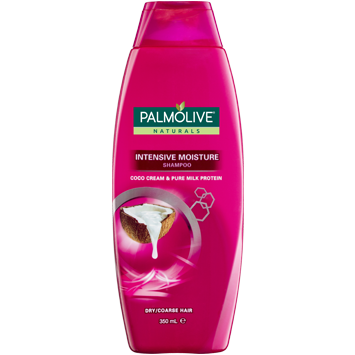 PALMOLIVE
NATURALS
INTENSIVE MOISTURE
SHAMPOO
COCO CREAM & PURE MILK PROTEIN
DRY/COARSE HAIR
350 mL ℮